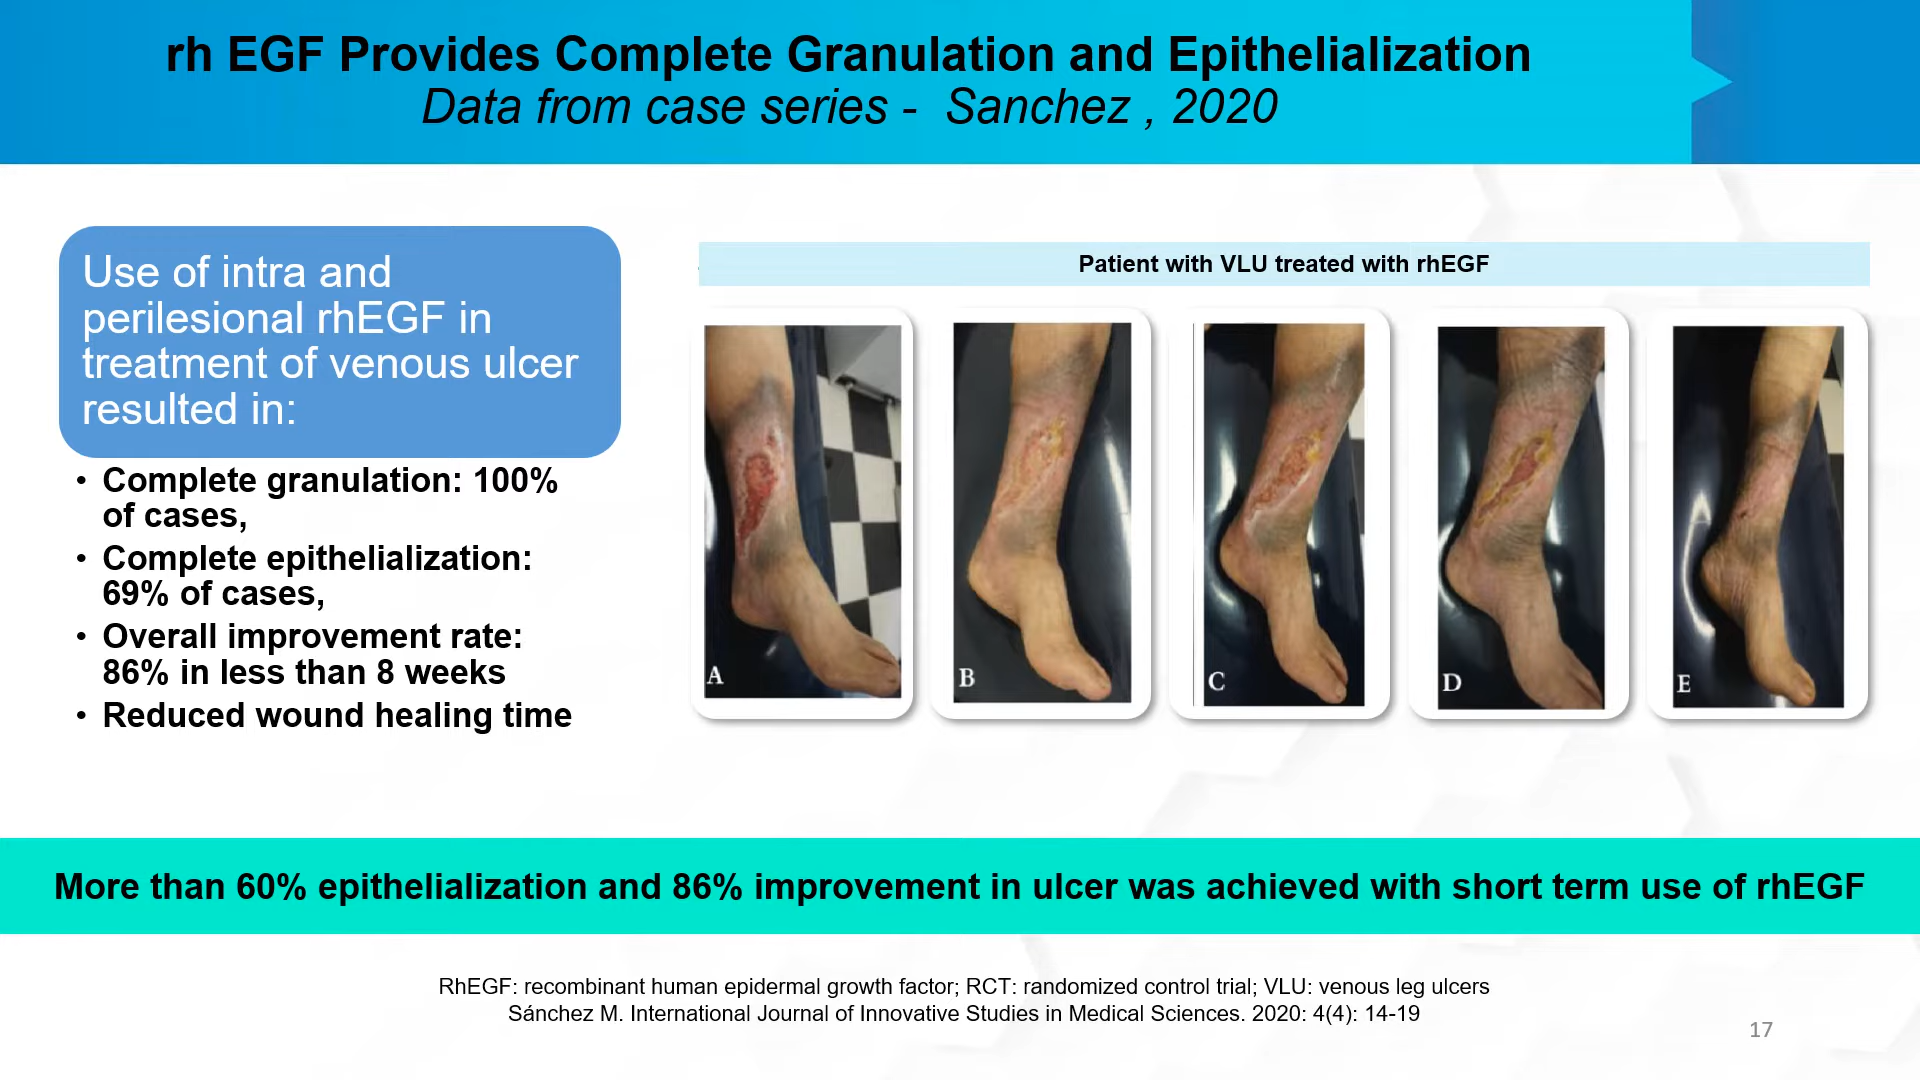 rh EGF Provides Complete Granulation and Epithelialization
Data from case series - Sanchez , 2020
Use of intra and
perilesional rhEGF in
treatment of venous ulcer
resulted in:
• Complete granulation: 100%
of cases,
• Complete epithelialization:
69% of cases,
• Overall improvement rate:
86% in less than 8 weeks
• Reduced wound healing time
Patient with VLU treated with rhEGF
A
B
C
D
E
More than 60% epithelialization and 86% improvement in ulcer was achieved with short term use of rhEGF
RhEGF: recombinant human epidermal growth factor; RCT: randomized control trial; VLU: venous leg ulcers
Sánchez M. International Journal of Innovative Studies in Medical Sciences. 2020: 4(4): 14-19
17